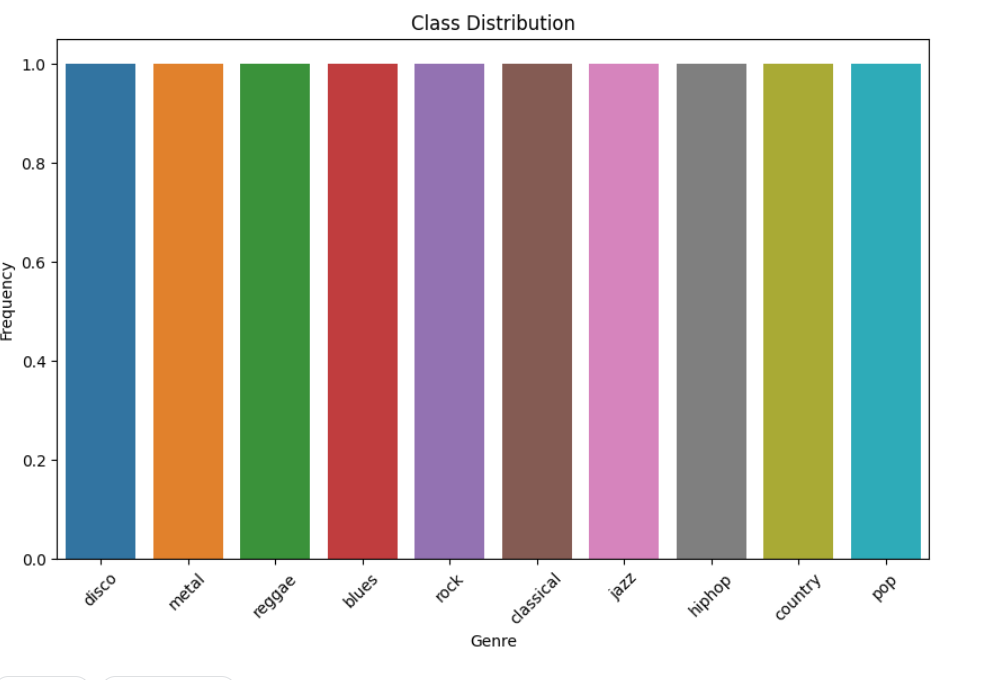 Class Distribution
1.0
0.8
0.6
0.4
0.2
0.0
Frequency
disco
metal
reggae
blues
rock
classical
jazz
hiphop
country
pop
Genre